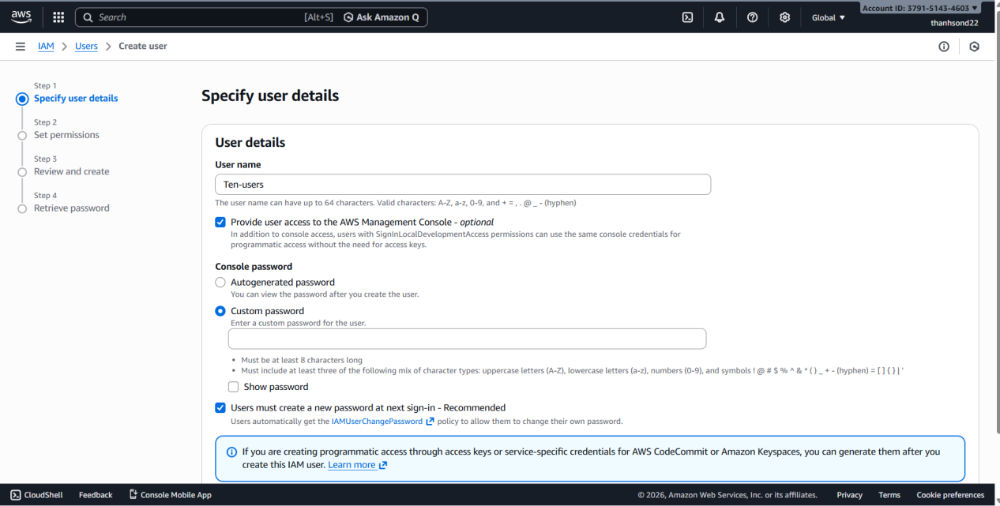 aws
Search [Alt+S] Ask Amazon Q Global Account ID: 3791-5143-4603
thanhsond22
IAM Users Create user
Step 1
Specify user details
Step 2
Set permissions
Step 3
Review and create
Step 4
Retrieve password
Specify user details
User details
User name
Ten-users
The user name can have up to 64 characters. Valid characters: A-Z, a-z, 0-9, and + = , . @ _ - (hyphen)
Provide user access to the AWS Management Console - optional
In addition to console access, users with SignInLocalDevelopmentAccess permissions can use the same console credentials for
programmatic access without the need for access keys.
Console password
Autogenerated password
You can view the password after you create the user.
Custom password
Enter a custom password for the user.
• Must be at least 8 characters long
• Must include at least three of the following mix of character types: uppercase letters (A-Z), lowercase letters (a-z), numbers (0-9), and symbols ! @ # $ % ^ & * ( ) _ + - (hyphen) = [ ] { } | '
Show password
Users must create a new password at next sign-in - Recommended
Users automatically get the IAMUserChangePassword policy to allow them to change their own password.
If you are creating programmatic access through access keys or service-specific credentials for AWS CodeCommit or Amazon Keyspaces, you can generate them after you
create this IAM user. Learn more
CloudShell Feedback Console Mobile App © 2026, Amazon Web Services, Inc. or its affiliates. Privacy Terms Cookie preferences